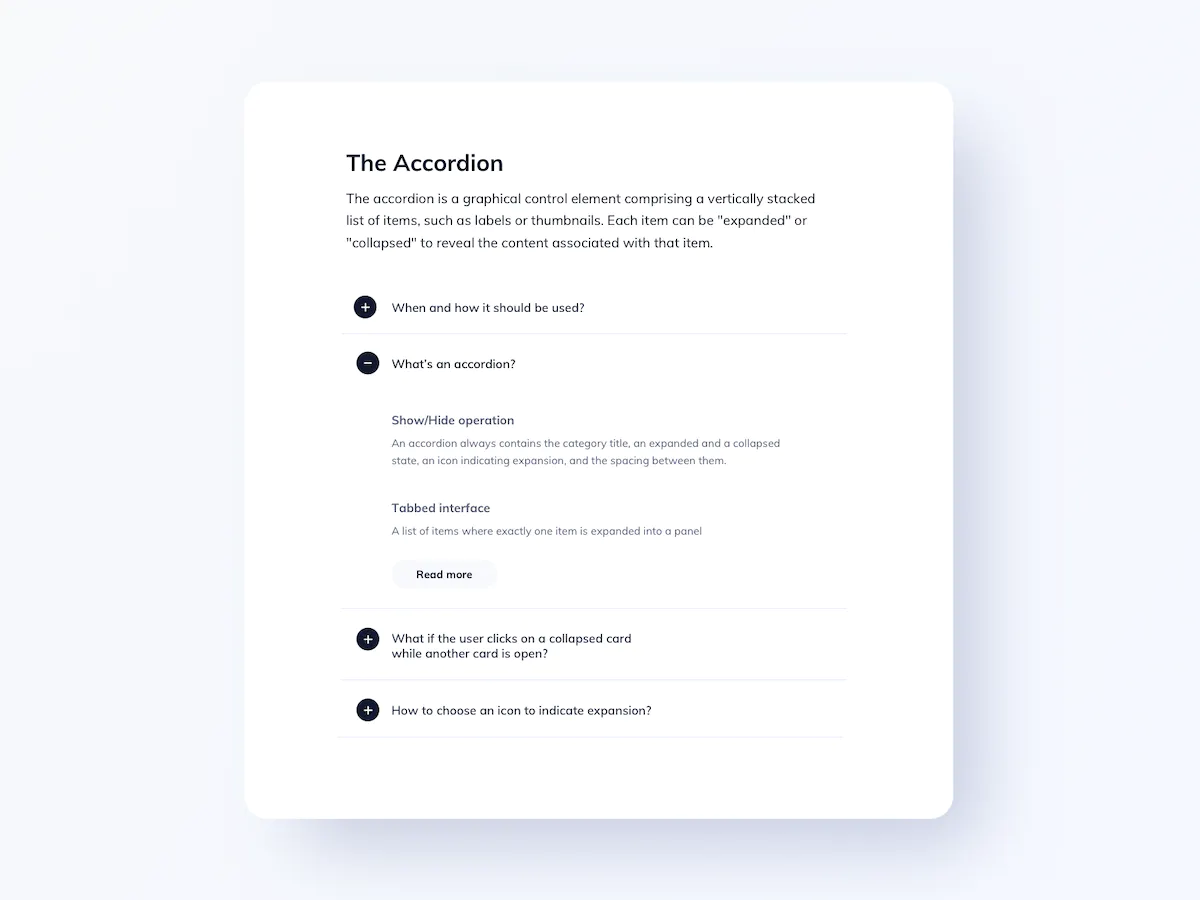 The Accordion
The accordion is a graphical control element comprising a vertically stacked
list of items, such as labels or thumbnails. Each item can be "expanded" or
"collapsed" to reveal the content associated with that item.
When and how it should be used?
What's an accordion?
Show/Hide operation
An accordion always contains the category title, an expanded and a collapsed
state, an icon indicating expansion, and the spacing between them.
Tabbed interface
A list of items where exactly one item is expanded into a panel
Read more
What if the user clicks on a collapsed card
while another card is open?
How to choose an icon to indicate expansion?